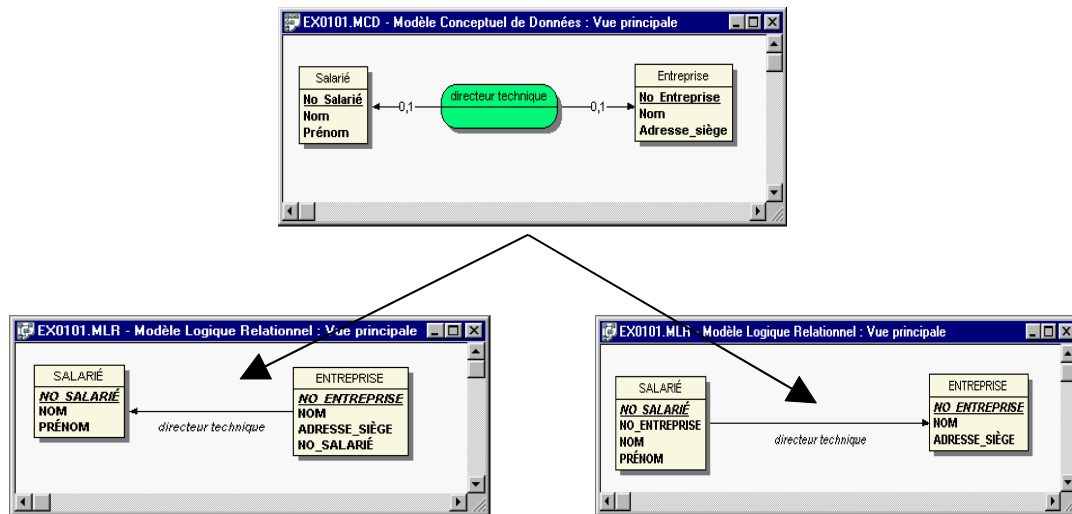 EX0101.MCD - Modèle Conceptuel de Données : Vue principale
Salarié
No_Salarié
Nom
Prénom
0,1
directeur technique
0,1
Entreprise
No_Entreprise
Nom
Adresse_siège
EX0101.MLR - Modèle Logique Relationnel : Vue principale
SALARIÉ
NO_SALARIÉ
NOM
PRÉNOM
directeur technique
ENTREPRISE
NO_ENTREPRISE
NOM
ADRESSE_SIÈGE
NO_SALARIÉ
EX0101.MLR - Modèle Logique Relationnel : Vue principale
SALARIÉ
NO_SALARIÉ
NO_ENTREPRISE
NOM
PRÉNOM
directeur technique
ENTREPRISE
NO_ENTREPRISE
NOM
ADRESSE_SIÈGE